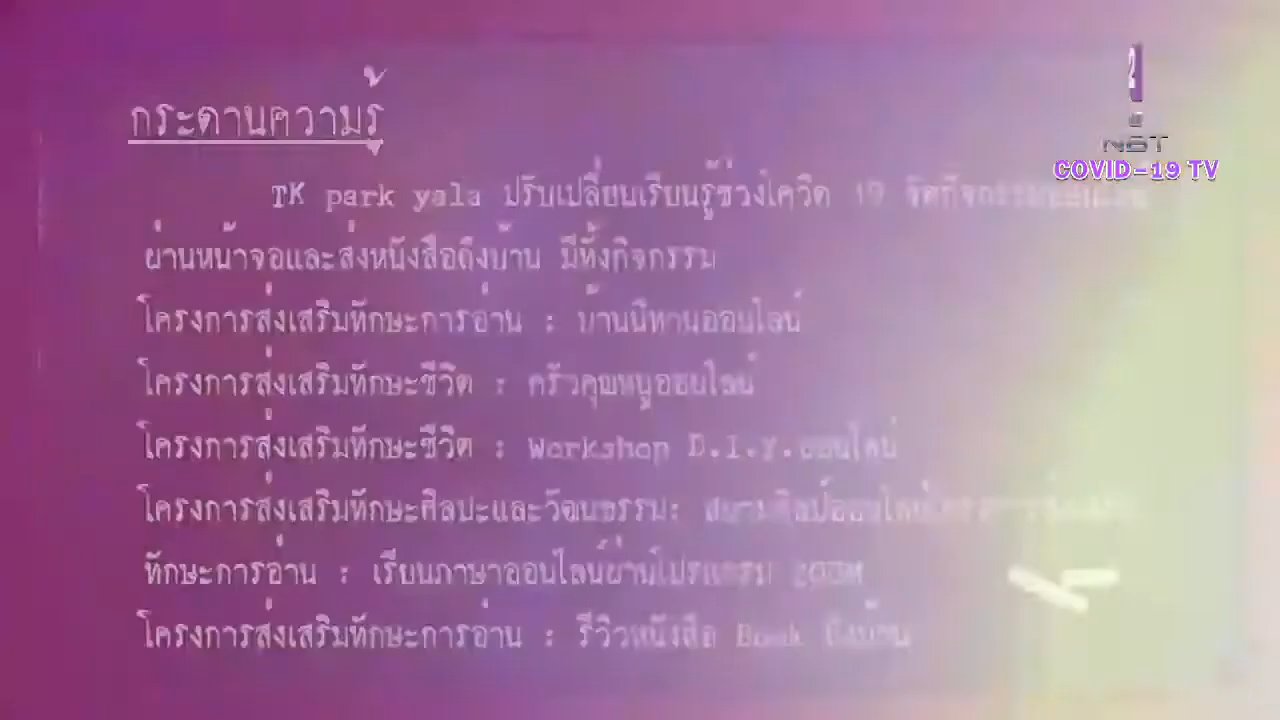 กระดานความรู้
2
NBT
COVID-19 TV
TK park yala ปรับเปลี่ยนเรียนรู้ช่วงโควิด 19
ผ่านหน้าจอและส่งหนังสือถึงบ้าน มีทั้งกิจกรรม
โครงการส่งเสริมทักษะการอ่าน : บ้านนิทานออนไลน์
โครงการส่งเสริมทักษะชีวิต : ครัวคุณหนูออนไลน์
โครงการส่งเสริมทักษะชีวิต : Workshop D.I.Y.ออนไลน์
โครงการส่งเสริมทักษะศิลปะและวัฒนธรรม:
ทักษะการอ่าน : เรียนภาษาออนไลน์ผ่านโปรแกรม ZOOM
โครงการส่งเสริมทักษะการอ่าน : รีวิวหนังสือ Book ถึงบ้าน